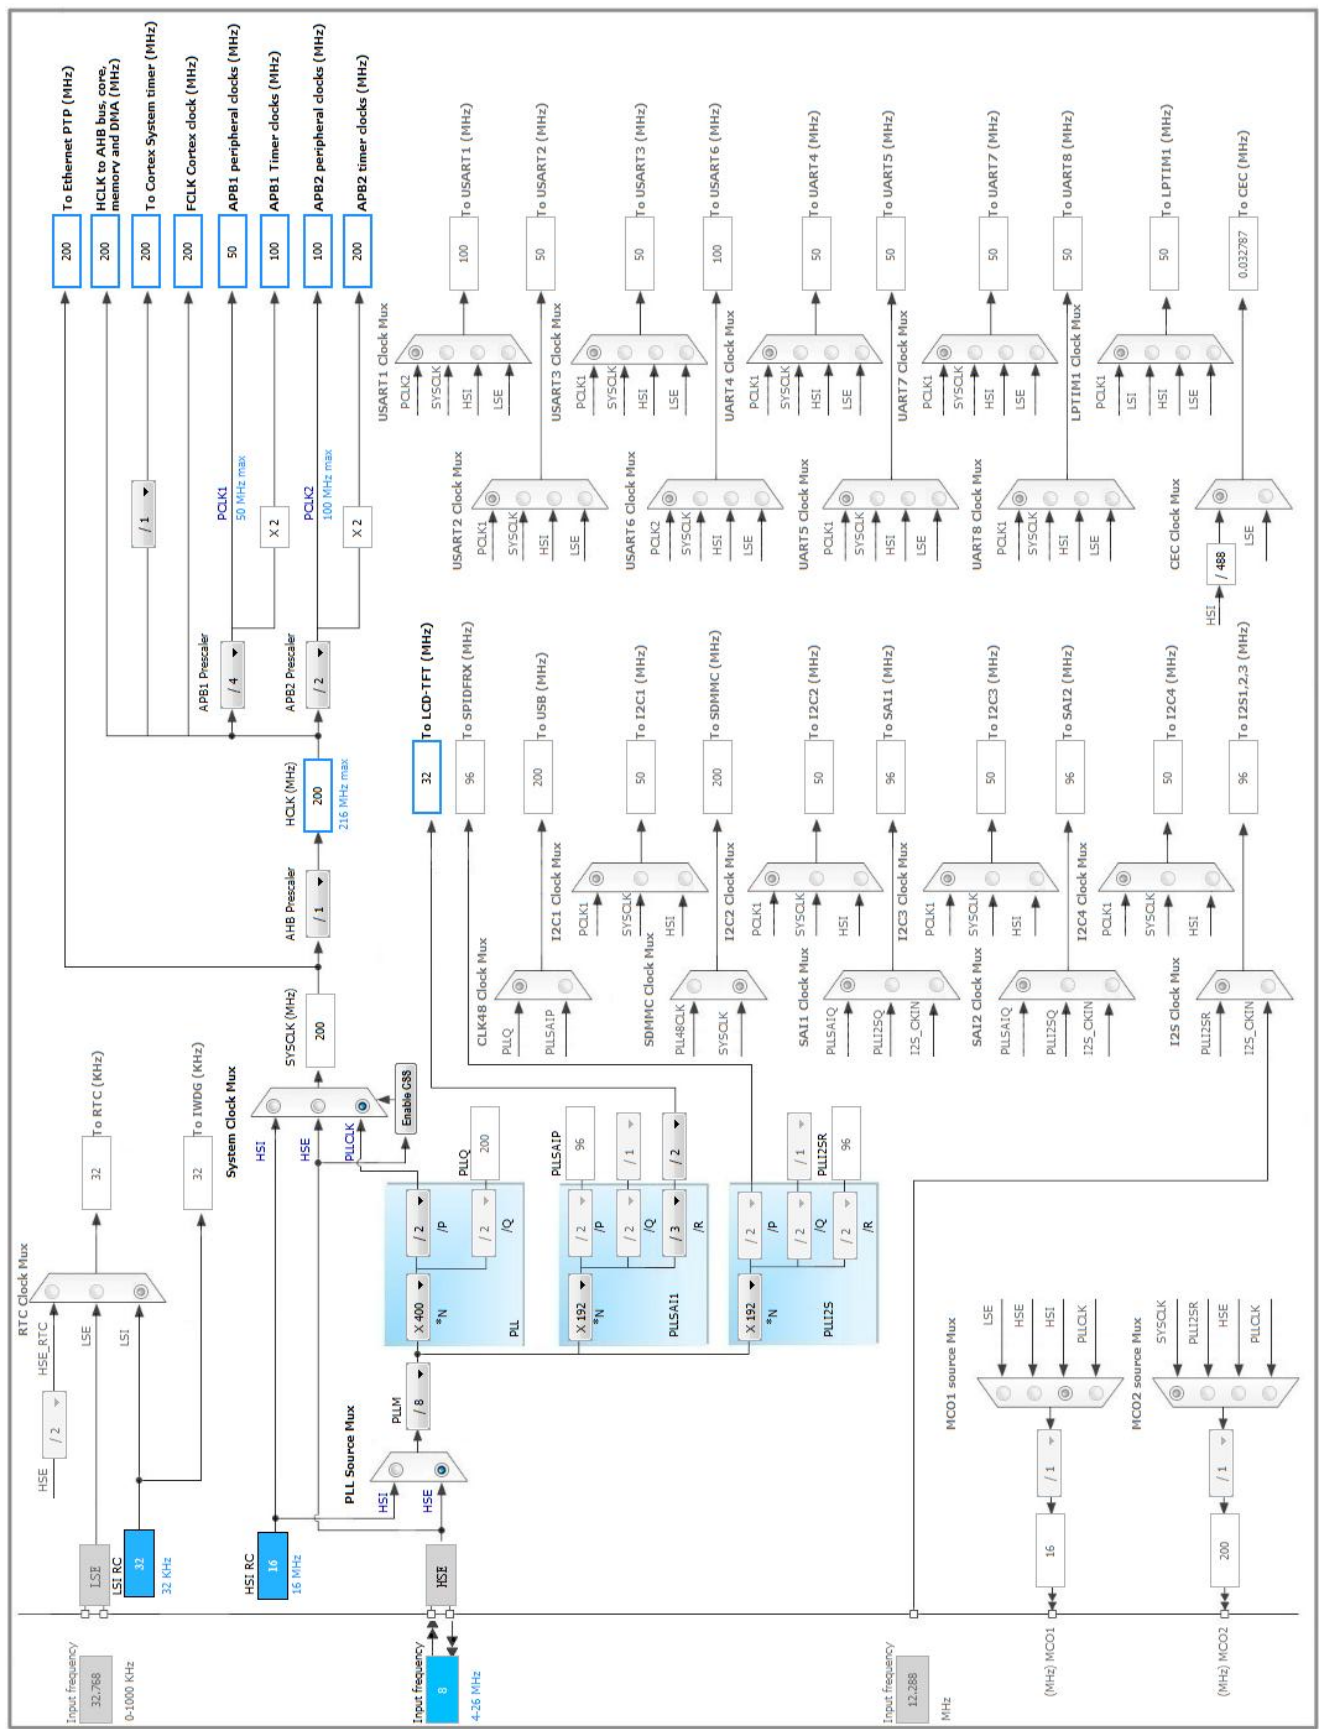 Input frequency
32.768
0-1000 KHz
LSE
LSI RC
32
32 KHz
HSE
/ 2
HSE_RTC
LSE
LSI
RTC Clock Mux
32
To RTC (KHz)
32
To IWDG (KHz)
HSI RC
16
16 MHz
Input frequency
8
4-26 MHz
HSE
PLL Source Mux
HSI
HSE
PLLM
/ 8
X 400
*N
/ 2
/P
/ 2
/Q
PLL
PLLQ
200
X 192
*N
/ 2
/P
/ 2
/Q
/ 3
/R
PLLSAI1
PLLSAIP
96
/ 1
/ 2
X 192
*N
/ 2
/P
/ 2
/Q
/ 2
/R
PLLI2S
/ 1
PLLI2SR
96
System Clock Mux
HSI
HSE
PLLCLK
Enable CSS
SYSCLK (MHz)
200
AHB Prescaler
/ 1
HCLK (MHz)
200
216 MHz max
APB1 Prescaler
/ 4
APB2 Prescaler
/ 2
/ 1
PCLK1
50 MHz max
X 2
PCLK2
100 MHz max
X 2
200
To Ethernet PTP (MHz)
200
HCLK to AHB bus, core,
memory and DMA (MHz)
200
To Cortex System timer (MHz)
200
FCLK Cortex clock (MHz)
50
APB1 peripheral clocks (MHz)
100
APB1 Timer clocks (MHz)
100
APB2 peripheral clocks (MHz)
200
APB2 timer clocks (MHz)
32
To LCD-TFT (MHz)
96
To SPIDFRX (MHz)
CLK48 Clock Mux
PLLQ
PLLSAIP
200
To USB (MHz)
I2C1 Clock Mux
PCLK1
SYSCLK
HSI
50
To I2C1 (MHz)
SDMMC Clock Mux
PLL48CLK
SYSCLK
200
To SDMMC (MHz)
I2C2 Clock Mux
PCLK1
SYSCLK
HSI
50
To I2C2 (MHz)
SAI1 Clock Mux
PLLSAIQ
PLLI2SQ
I2S_CKIN
96
To SAI1 (MHz)
I2C3 Clock Mux
PCLK1
SYSCLK
HSI
50
To I2C3 (MHz)
SAI2 Clock Mux
PLLSAIQ
PLLI2SQ
I2S_CKIN
96
To SAI2 (MHz)
I2C4 Clock Mux
PCLK1
SYSCLK
HSI
50
To I2C4 (MHz)
I2S Clock Mux
PLLI2SR
I2S_CKIN
96
To I2S1,2,3 (MHz)
USART1 Clock Mux
PCLK2
SYSCLK
HSI
LSE
100
To USART1 (MHz)
USART2 Clock Mux
PCLK1
SYSCLK
HSI
LSE
50
To USART2 (MHz)
USART3 Clock Mux
PCLK1
SYSCLK
HSI
LSE
50
To USART3 (MHz)
USART6 Clock Mux
PCLK2
SYSCLK
HSI
LSE
100
To USART6 (MHz)
UART4 Clock Mux
PCLK1
SYSCLK
HSI
LSE
50
To UART4 (MHz)
UART5 Clock Mux
PCLK1
SYSCLK
HSI
LSE
50
To UART5 (MHz)
UART7 Clock Mux
PCLK1
SYSCLK
HSI
LSE
50
To UART7 (MHz)
UART8 Clock Mux
PCLK1
SYSCLK
HSI
LSE
50
To UART8 (MHz)
LPTIM1 Clock Mux
PCLK1
LSI
HSI
LSE
50
To LPTIM1 (MHz)
CEC Clock Mux
HSI
/ 488
LSE
0.032787
To CEC (MHz)
Input frequency
12.288
MHz
MCO1 source Mux
LSE
HSE
HSI
PLLCLK
/ 1
16
(MHz) MCO1
MCO2 source Mux
SYSCLK
PLLI2SR
HSE
PLLCLK
/ 1
200
(MHz) MCO2